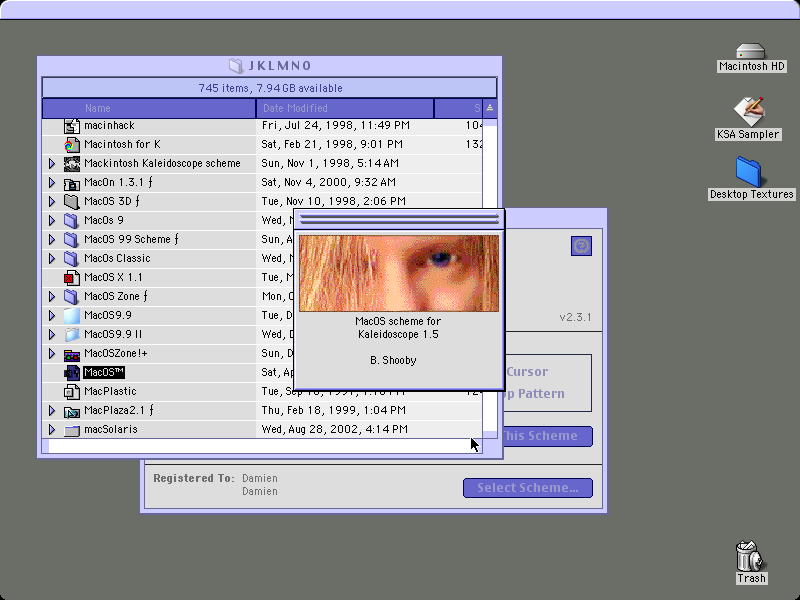 JKLMNO
745 items, 7.94 GB available
Name Date Modified S
macinhack Fri, Jul 24, 1998, 11:49 PM 104
Macintosh for K Sat, Feb 21, 1998, 9:01 PM 132
Mackintosh Kaleidoscope scheme Sun, Nov 1, 1998, 5:14 AM
MacOn 1.3.1 ƒ Sat, Nov 4, 2000, 9:32 AM
MacOS 3D ƒ Tue, Nov 10, 1998, 2:06 PM
MacOs 9 Wed,
MacOS 99 Scheme ƒ Sun,
MacOs Classic Wed,
MacOS X 1.1 Tue,
MacOS Zone ƒ Mon,
MacOS9.9 Tue,
MacOS9.9 II Wed,
MacOSZone!+ Sun,
MacOS™ Sat,
MacPlastic Tue,
MacPlaza2.1 ƒ Thu, Feb 18, 1999, 1:04 PM
macSolaris Wed, Aug 28, 2002, 4:14 PM
MacOS scheme for
Kaleidoscope 1.5
B. Shooby
v2.3.1
Cursor
Pattern
This Scheme
Registered To: Damien
Damien
Select Scheme...
Macintosh HD
KSA Sampler
Desktop Textures
Trash